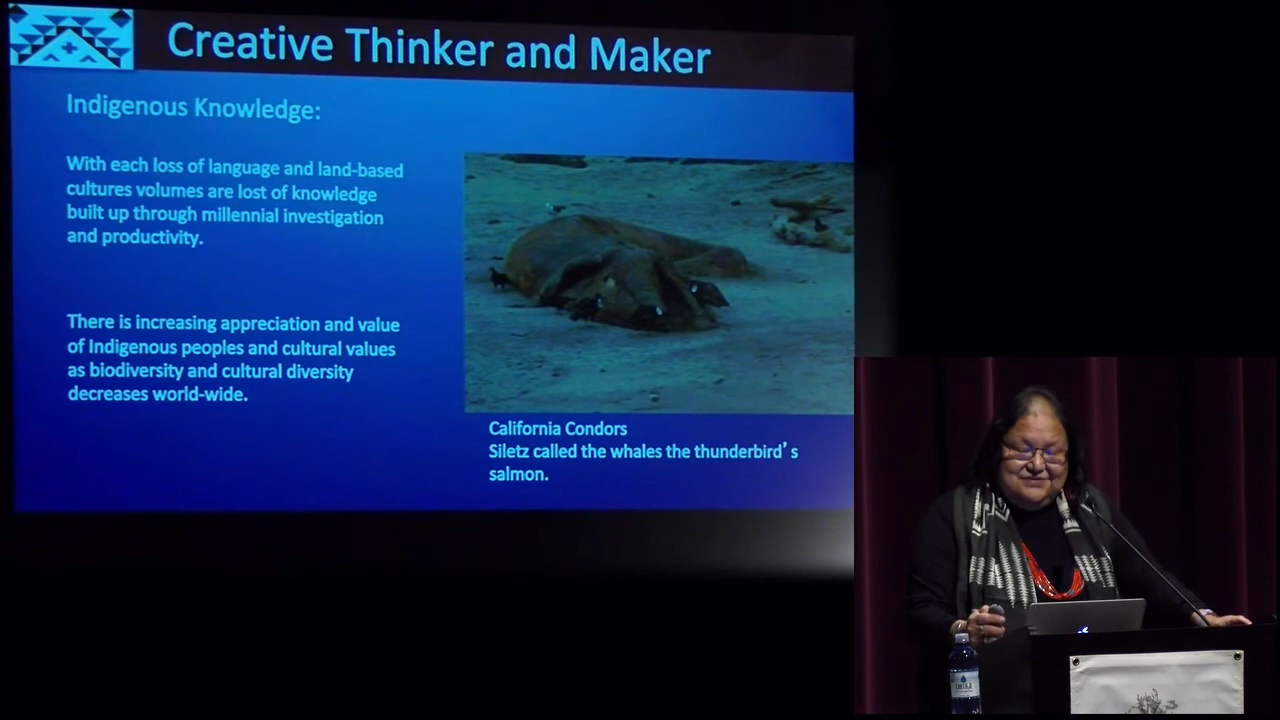 Creative Thinker and Maker
Indigenous Knowledge:
With each loss of language and land-based
cultures volumes are lost of knowledge
built up through millennial investigation
and productivity.
There is increasing appreciation and value
of Indigenous peoples and cultural values
as biodiversity and cultural diversity
decreases world-wide.
California Condors
Siletz called the whales the thunderbird’s
salmon.